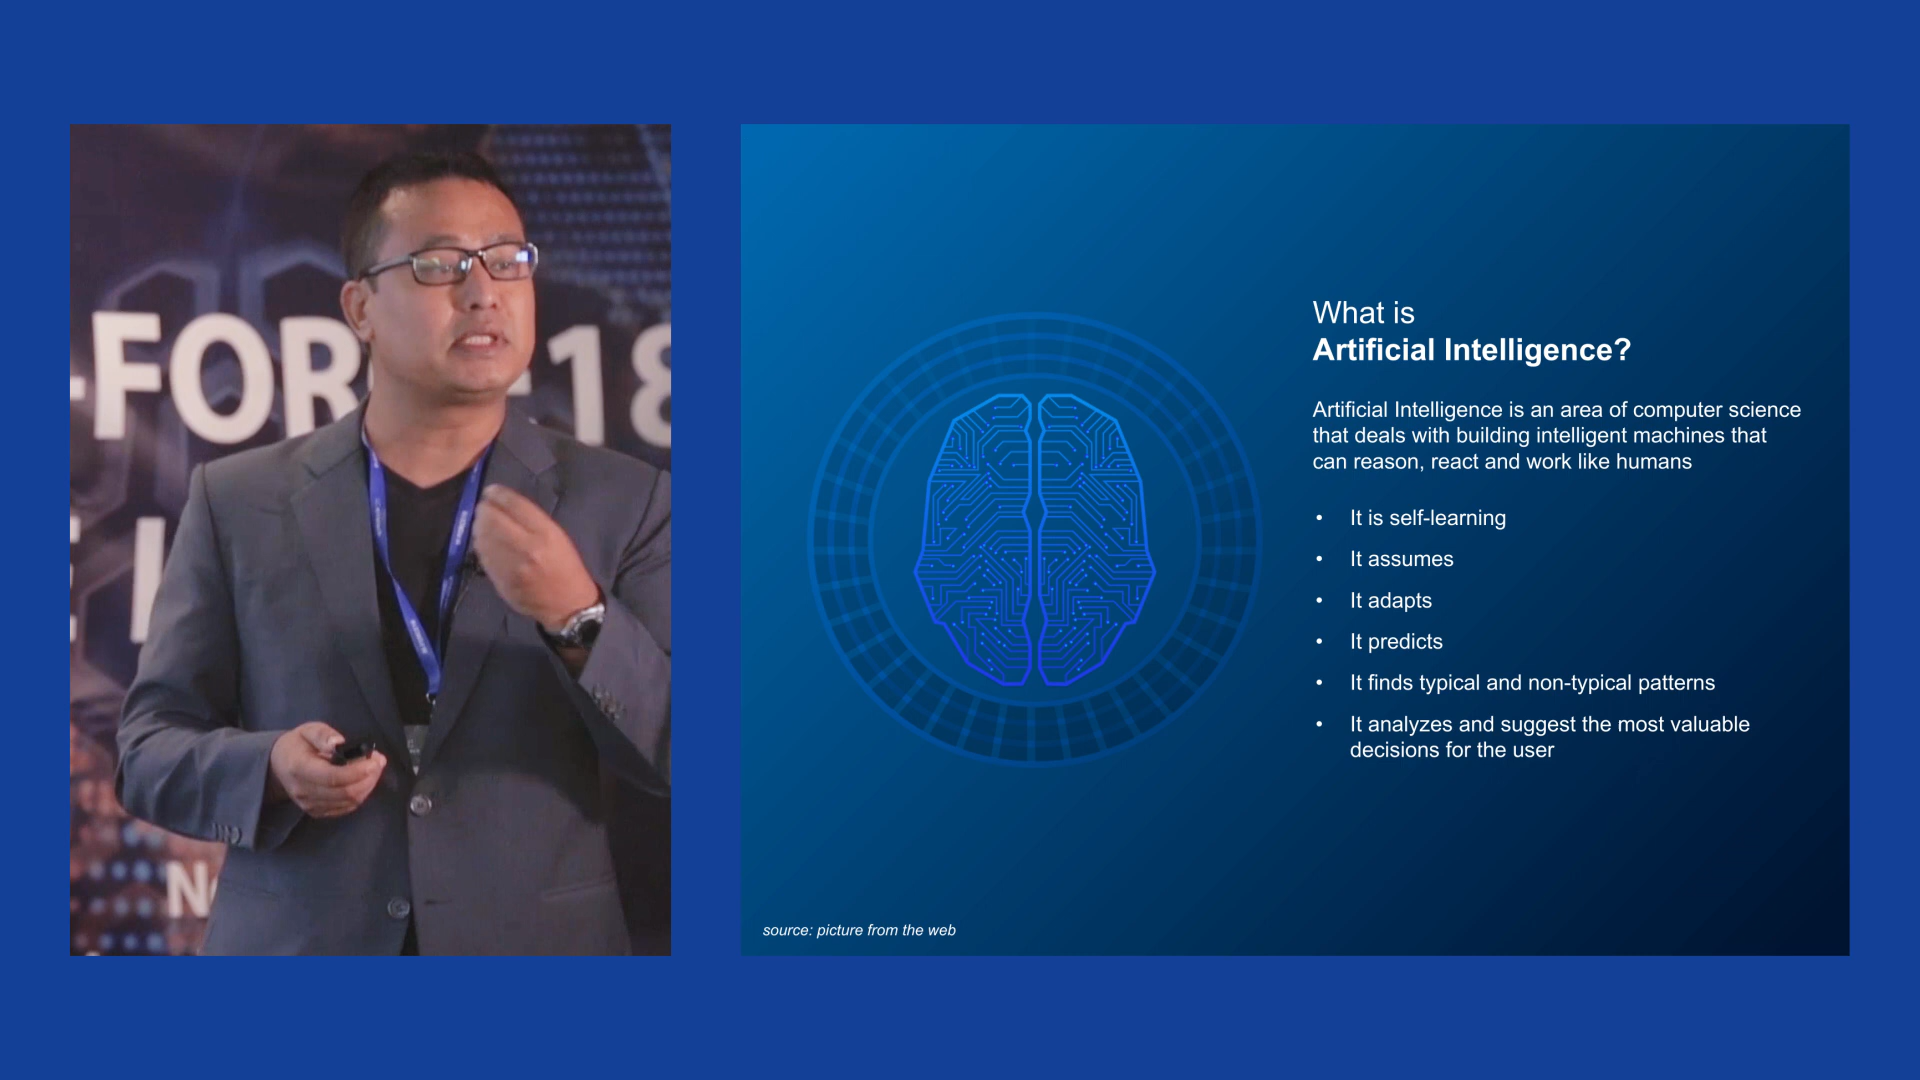 -FOR
18
What is
Artificial Intelligence?
Artificial Intelligence is an area of computer science
that deals with building intelligent machines that
can reason, react and work like humans
• It is self-learning
• It assumes
• It adapts
• It predicts
• It finds typical and non-typical patterns
• It analyzes and suggest the most valuable
decisions for the user
source: picture from the web